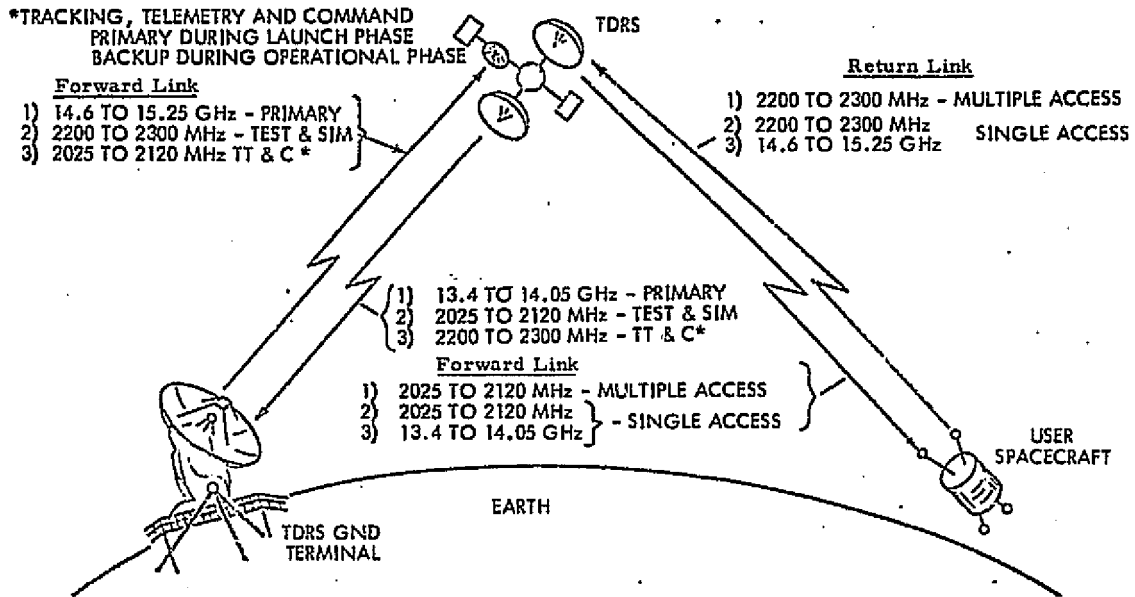 *TRACKING, TELEMETRY AND COMMAND
PRIMARY DURING LAUNCH PHASE
BACKUP DURING OPERATIONAL PHASE
TDRS
Forward Link
1) 14.6 TO 15.25 GHz - PRIMARY
2) 2200 TO 2300 MHz - TEST & SIM
3) 2025 TO 2120 MHz TT & C *
Return Link
1) 2200 TO 2300 MHz - MULTIPLE ACCESS
2) 2200 TO 2300 MHz
SINGLE ACCESS
3) 14.6 TO 15.25 GHz
1) 13.4 TO 14.05 GHz - PRIMARY
2) 2025 TO 2120 MHz - TEST & SIM
3) 2200 TO 2300 MHz - TT & C*
Forward Link
1) 2025 TO 2120 MHz - MULTIPLE ACCESS
2) 2025 TO 2120 MHz
3) 13.4 TO 14.05 GHz
- SINGLE ACCESS
USER
SPACECRAFT
EARTH
TDRS GND
TERMINAL